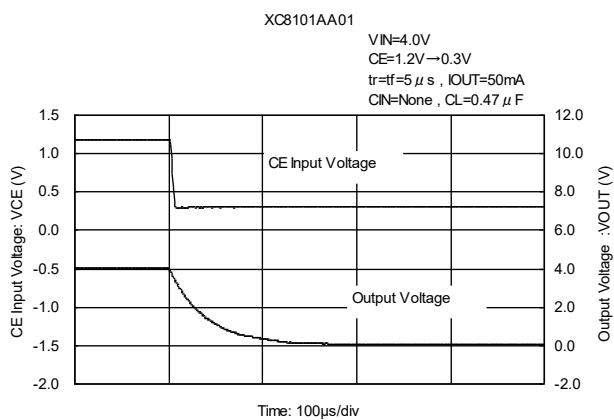 XC8101AA01
VIN=4.0V
CE=1.2V→0.3V
tr=tf=5μs , IOUT=50mA
CIN=None , CL=0.47μF
1.5
1.0
0.5
0.0
-0.5
-1.0
-1.5
-2.0
CE Input Voltage: VCE (V)
CE Input Voltage
Output Voltage
12.0
10.0
8.0
6.0
4.0
2.0
0.0
-2.0
Output Voltage :VOUT (V)
Time: 100μs/div